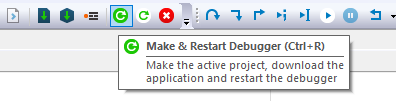 Make & Restart Debugger (Ctrl+R)
Make the active project, download the
application and restart the debugger